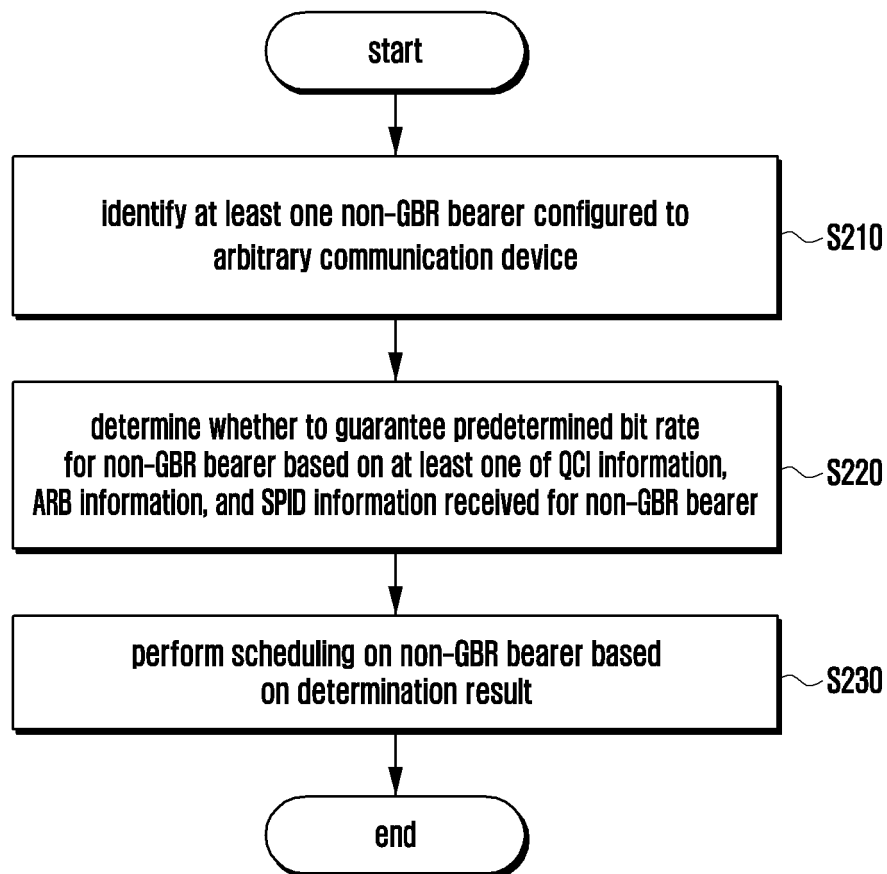 start
identify at least one non-GBR bearer configured to
arbitrary communication device
S210
determine whether to guarantee predetermined bit rate
for non-GBR bearer based on at least one of QCI information,
ARB information, and SPID information received for non-GBR bearer
S220
perform scheduling on non-GBR bearer based
on determination result
S230
end